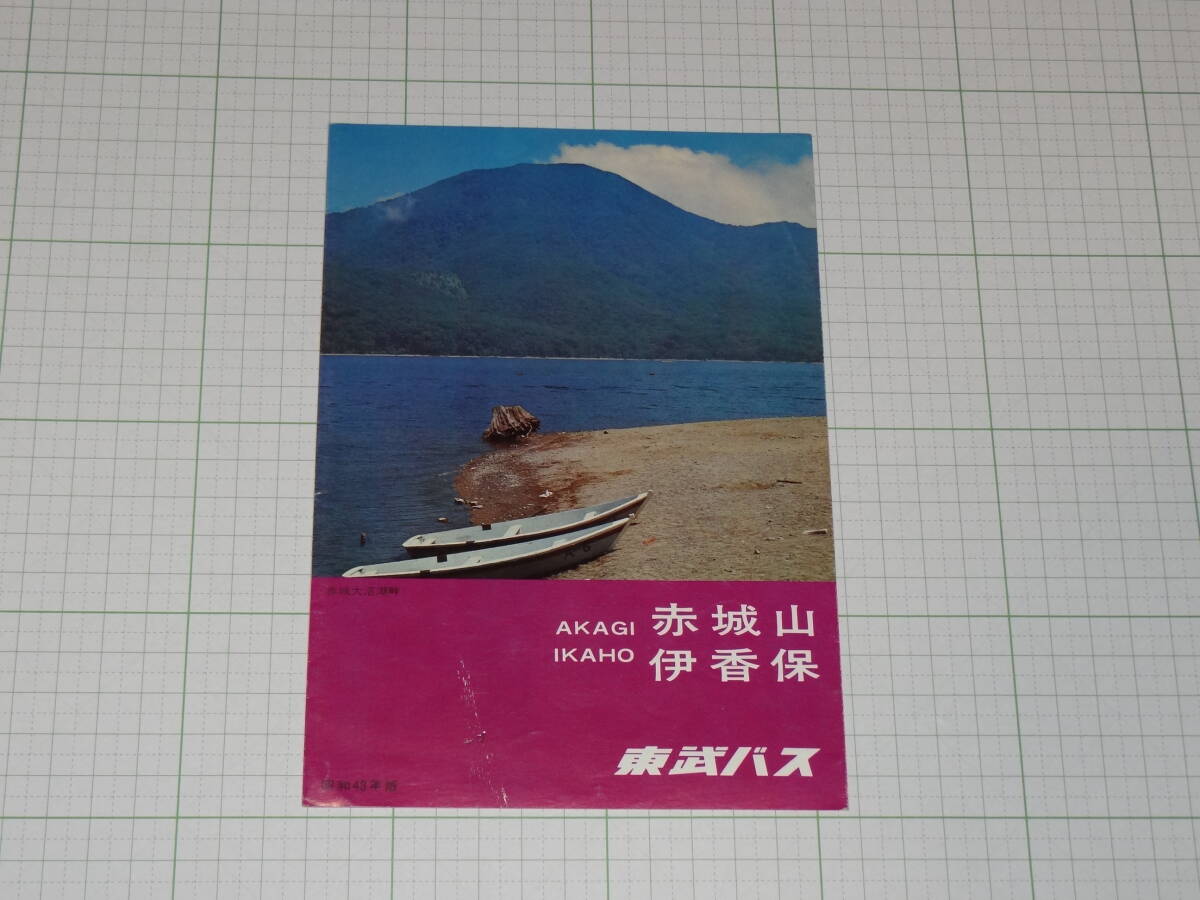 赤城大沼湖畔
AKAGI 赤城山
IKAHO 伊香保
東武バス
昭和43年版